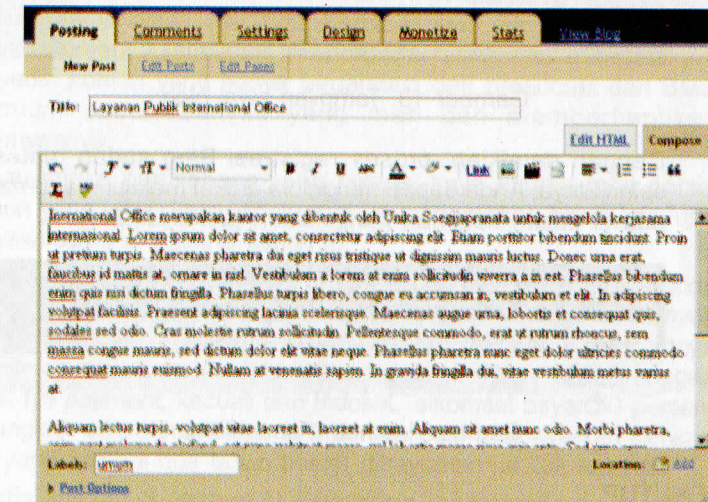 Posting Comments Settings Design Monetize Stats View Blog
New Post Edit Posts Edit Pages
Title: Layanan Publik International Office
Edit HTML Compose
Normal Link
Inernational Office merupakan kantor yang dibentuk oleh Unika Soegijapranata untuk mengelola kerjasama
internasional. Lorem ipsum dolor sit amet, consectetur adipiscing elit. Etiam porttitor bibendum tincidunt. Proin
ut pretium turpis. Maecenas pharetra dui eget risus tristique ut dignissim mauris luctus. Donec urna erat,
faucibus id mattis at, ornare in nisl. Vestibulum a lorem at enim sollicitudin viverra a in est. Phasellus bibendum
enim quis nisi dictum fringilla. Phasellus turpis libero, congue eu accumsan in, vestibulum et elit. In adipiscing
volutpat facilisis. Praesent adipiscing lacinia scelerisque. Maecenas augue urna, lobortis et consequat quis,
sodales sed odio. Cras molestie rutrum sollicitudin. Pellentesque commodo, erat ut rutrum rhoncus, sem
massa congue mauris, sed dictum dolor elit vitae neque. Phasellus pharetra nunc eget dolor ultricies commodo
consequat mauris euismod. Nullam at venenatis sapien. In gravida fringilla dui, vitae vestibulum metus varius
at.
Aliquam lectus turpis, volutpat vitae laoreet in, laoreet at enim. Aliquam sit amet nunc odio. Morbi pharetra,
Labels: umum Location: Add
Post Options